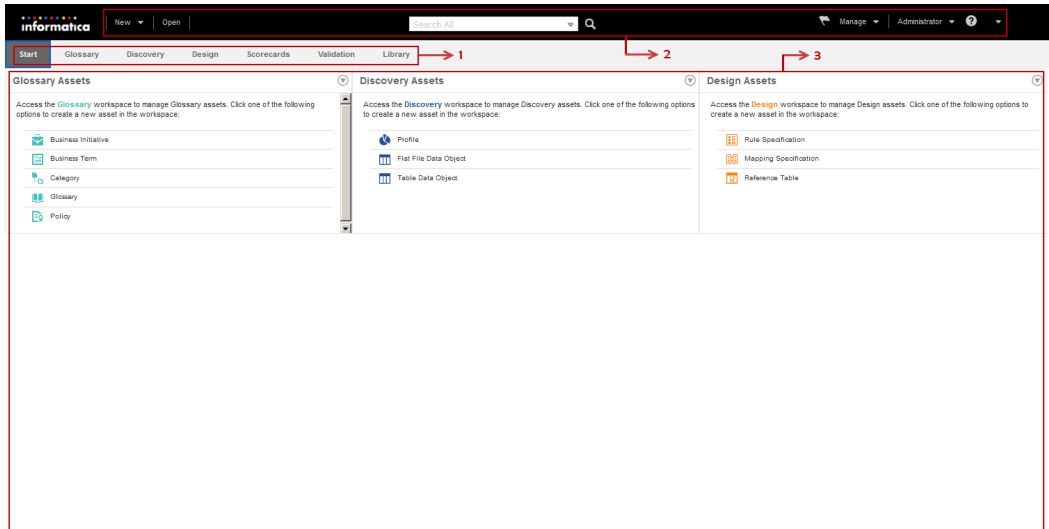 informatica New Open Search All Manage Administrator ?
Start Glossary Discovery Design Scorecards Validation Library 1 2 3
Glossary Assets
Access the Glossary workspace to manage Glossary assets. Click one of the following
options to create a new asset in the workspace:
Business Initiative
Business Term
Category
Glossary
Policy
Discovery Assets
Access the Discovery workspace to manage Discovery assets. Click one of the following options
to create a new asset in the workspace:
Profile
Flat File Data Object
Table Data Object
Design Assets
Access the Design workspace to manage Design assets. Click one of the following options to
create a new asset in the workspace:
Rule Specification
Mapping Specification
Reference Table